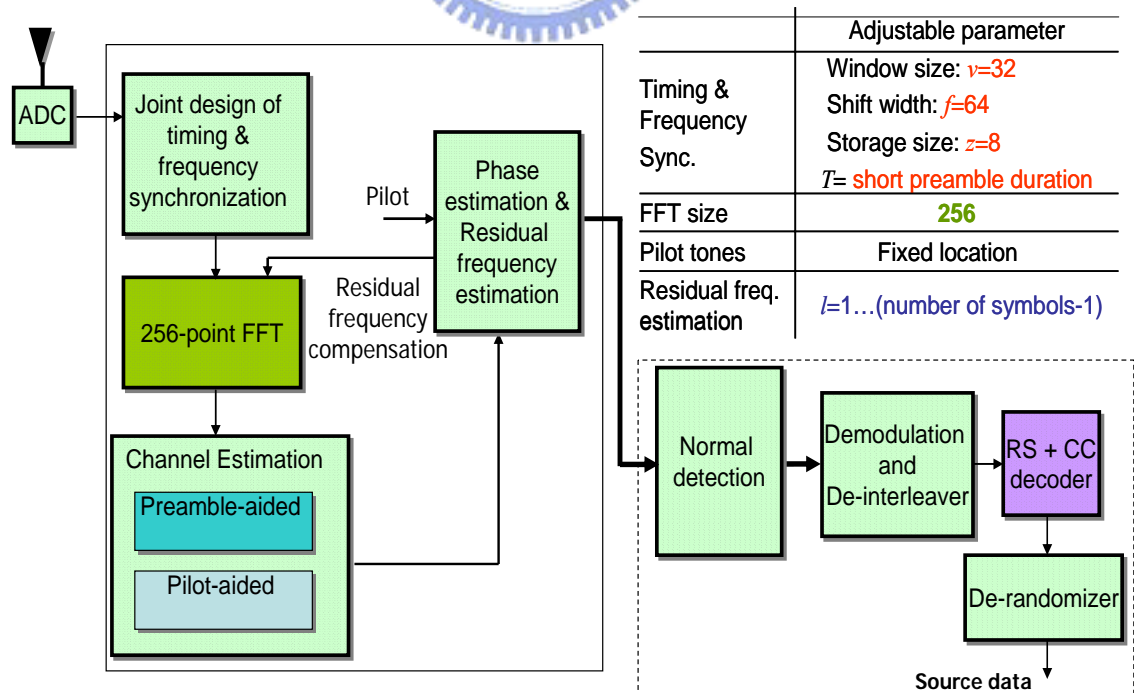 ADC
Joint design of
timing &
frequency
synchronization
256-point FFT
Channel Estimation
Preamble-aided
Pilot-aided
Pilot
Phase
estimation &
Residual
frequency
estimation
Residual
frequency
compensation
Adjustable parameter
Timing &
Frequency
Sync.
Window size: v=32
Shift width: f=64
Storage size: z=8
T= short preamble duration
FFT size
256
Pilot tones
Fixed location
Residual freq.
estimation
l=1…(number of symbols-1)
Normal
detection
Demodulation
and
De-interleaver
RS + CC
decoder
De-randomizer
Source data